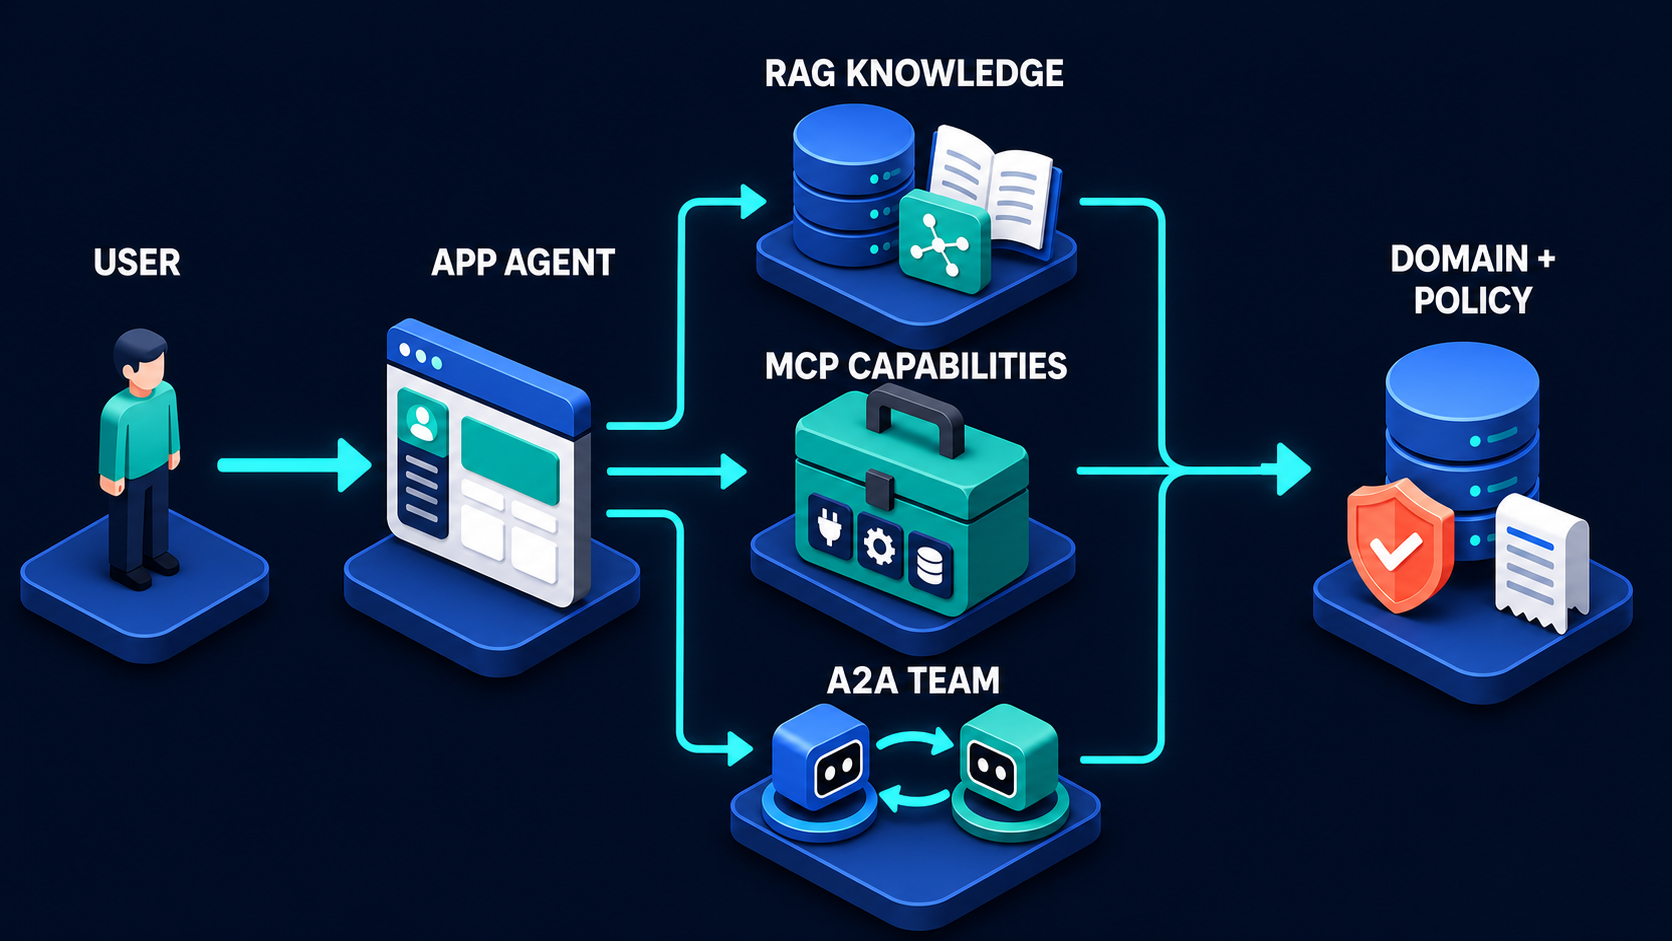 USER
APP AGENT
RAG KNOWLEDGE
MCP CAPABILITIES
A2A TEAM
DOMAIN +
POLICY